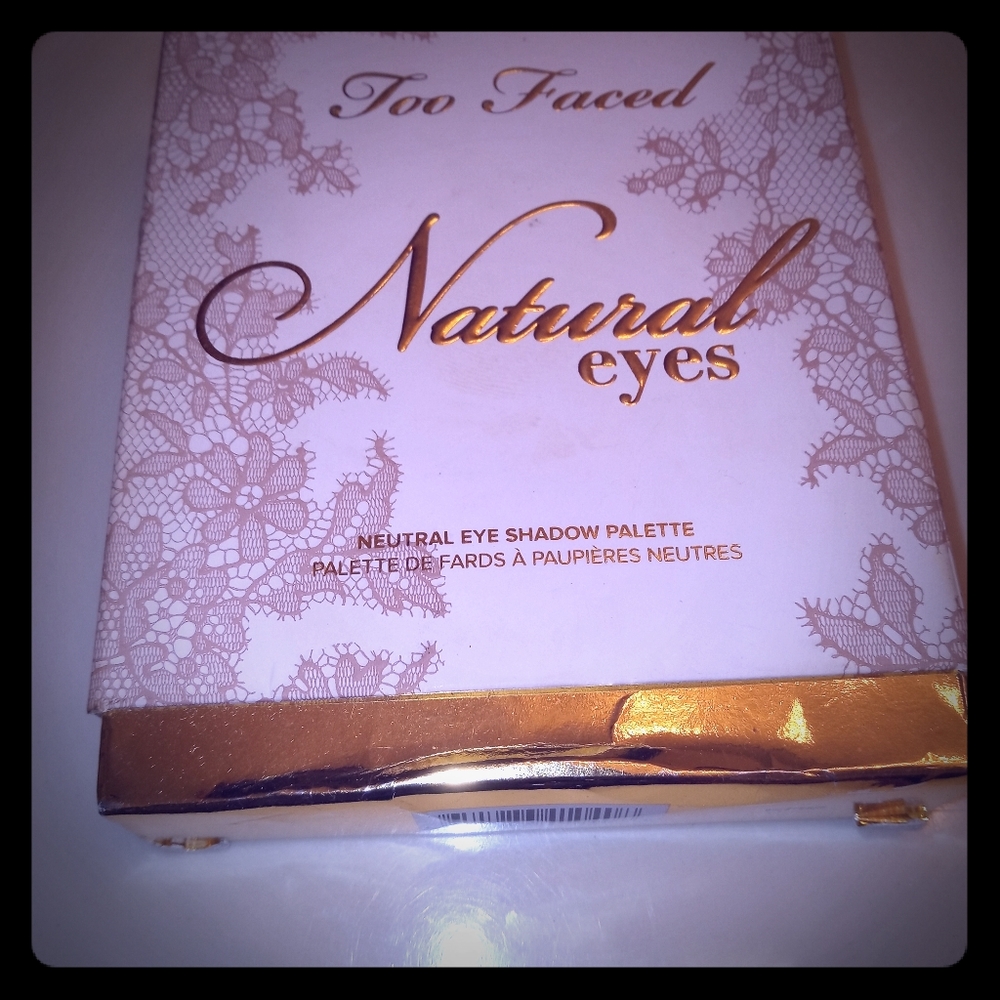 Too Faced
Natural
eyes
NEUTRAL EYE SHADOW PALETTE
PALETTE DE FARDS À PAUPIÈRES NEUTRES